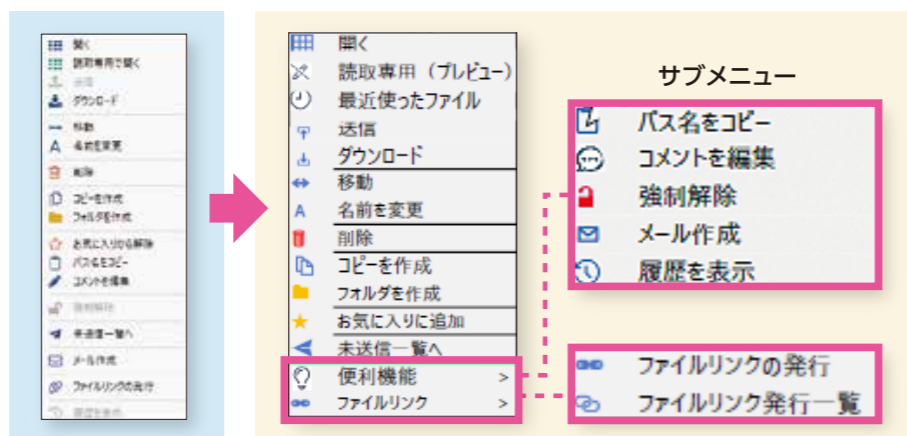 開く
読取専用で開く
送信
ダウンロード
移動
名前を変更
削除
コピーを作成
フォルダを作成
お気に入りから解除
パス名をコピー
コメントを編集
強制解除
未送信一覧へ
メール作成
ファイルリンクの発行
履歴を表示
開く
読取専用（プレビュー）
最近使ったファイル
送信
ダウンロード
移動
名前を変更
削除
コピーを作成
フォルダを作成
お気に入りに追加
未送信一覧へ
便利機能 >
ファイルリンク >
サブメニュー
パス名をコピー
コメントを編集
強制解除
メール作成
履歴を表示
ファイルリンクの発行
ファイルリンク発行一覧